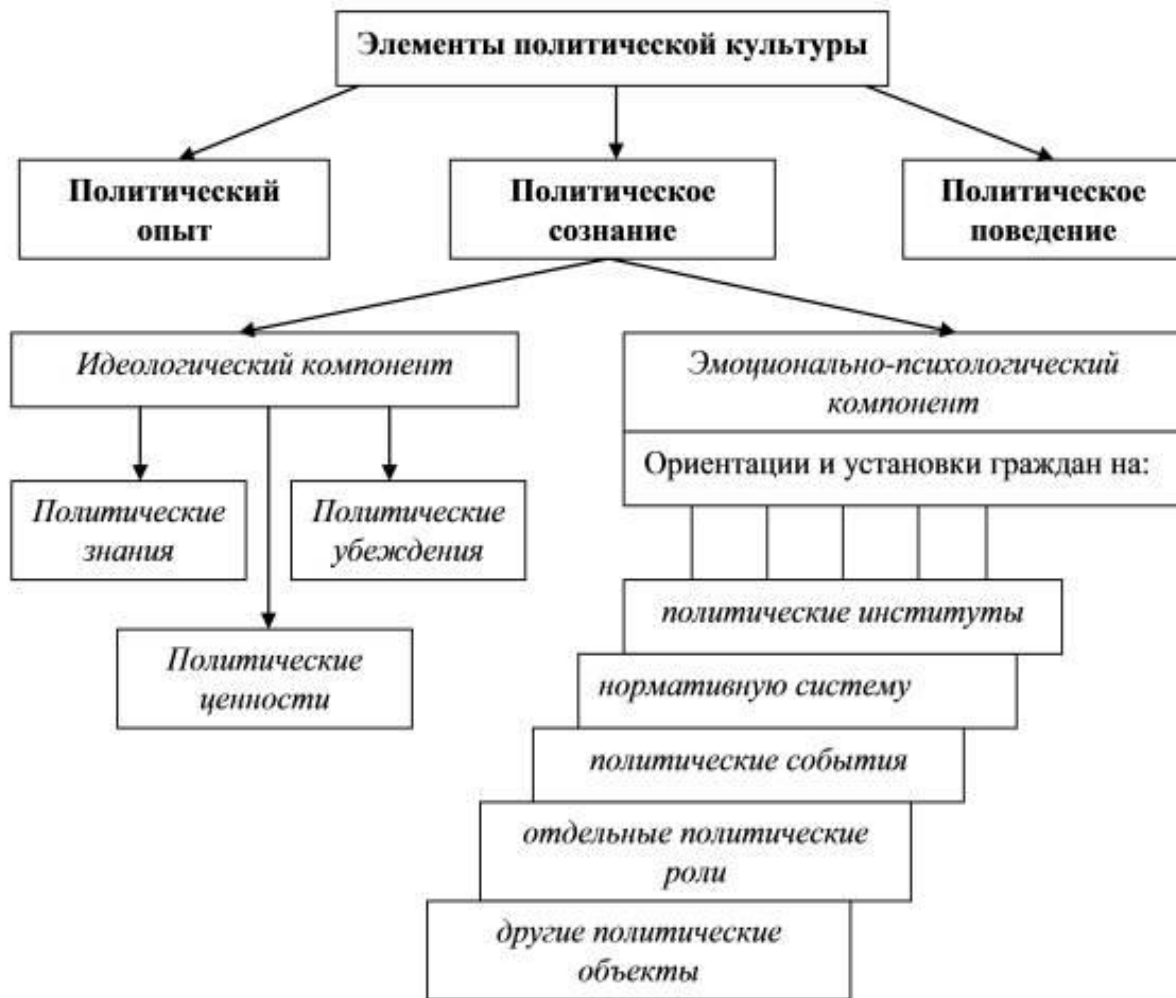 Элементы политической культуры
Политический
опыт
Политическое
сознание
Политическое
поведение
Идеологический компонент
Эмоционально-психологический
компонент
Ориентации и установки граждан на:
Политические
знания
Политические
убеждения
Политические
ценности
политические институты
нормативную систему
политические события
отдельные политические
роли
другие политические
объекты